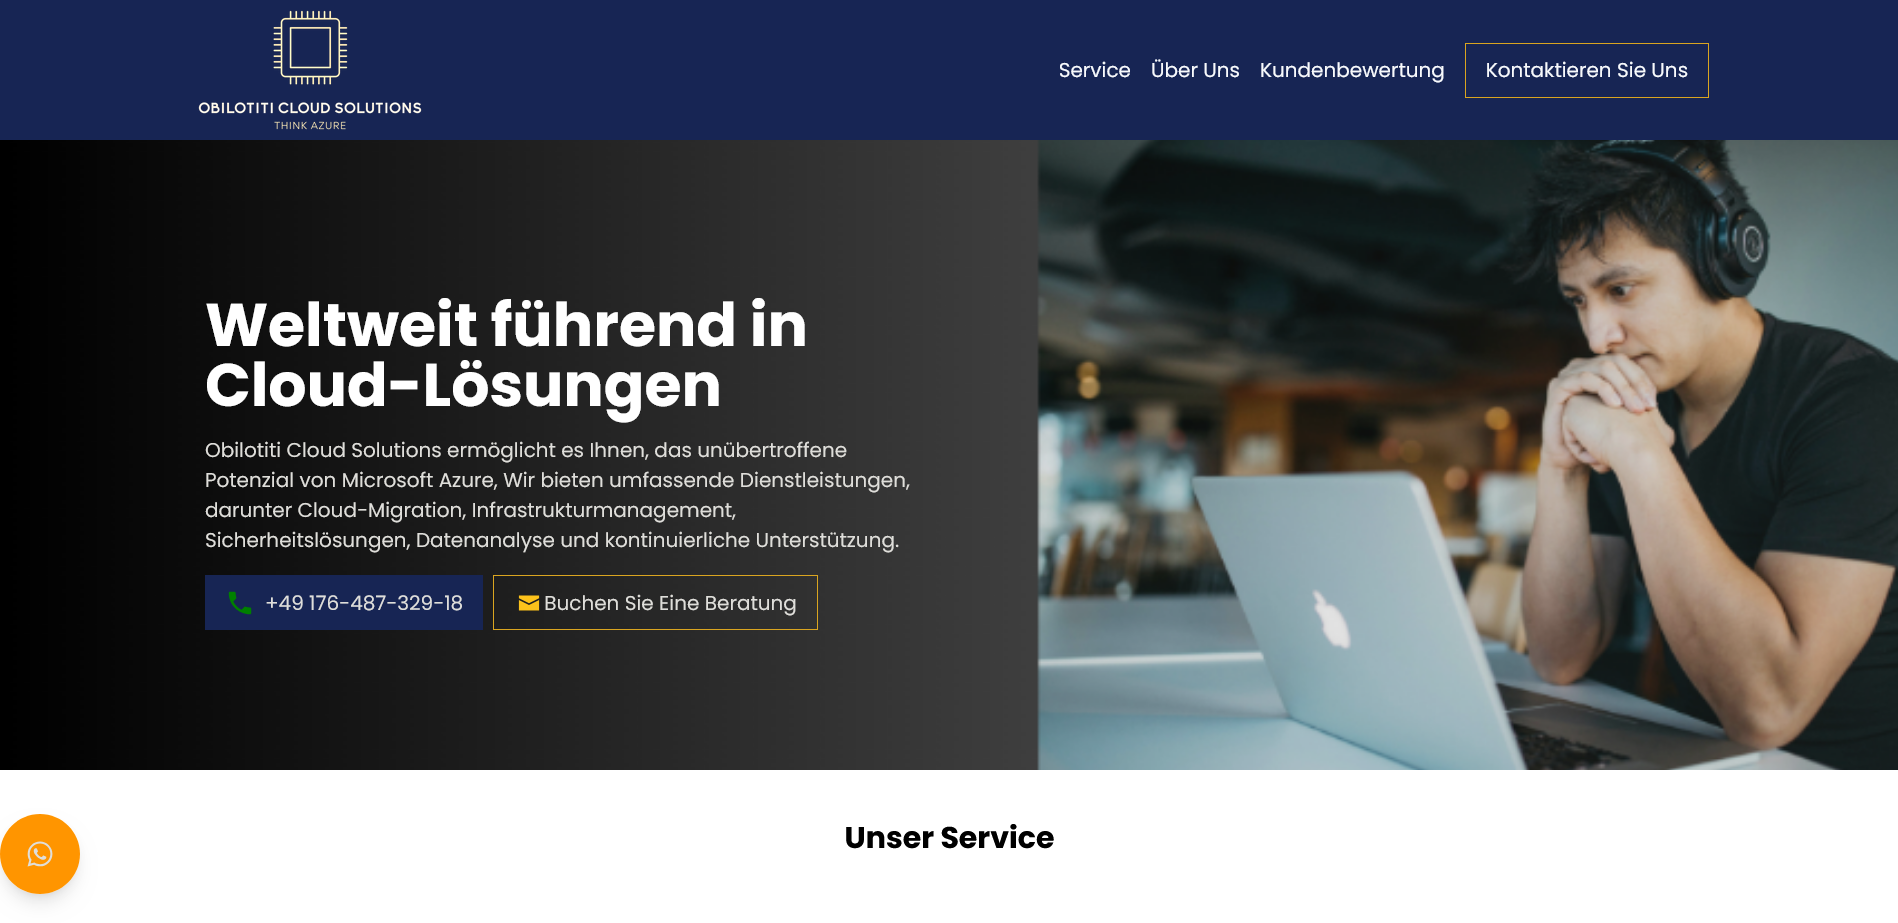 OBILOTITI CLOUD SOLUTIONS
THINK AZURE
Service Über Uns Kundenbewertung Kontaktieren Sie Uns
Weltweit führend in
Cloud-Lösungen
Obilotiti Cloud Solutions ermöglicht es Ihnen, das unübertroffene
Potenzial von Microsoft Azure, Wir bieten umfassende Dienstleistungen,
darunter Cloud-Migration, Infrastrukturmanagement,
Sicherheitslösungen, Datenanalyse und kontinuierliche Unterstützung.
+49 176-487-329-18 Buchen Sie Eine Beratung
Unser Service